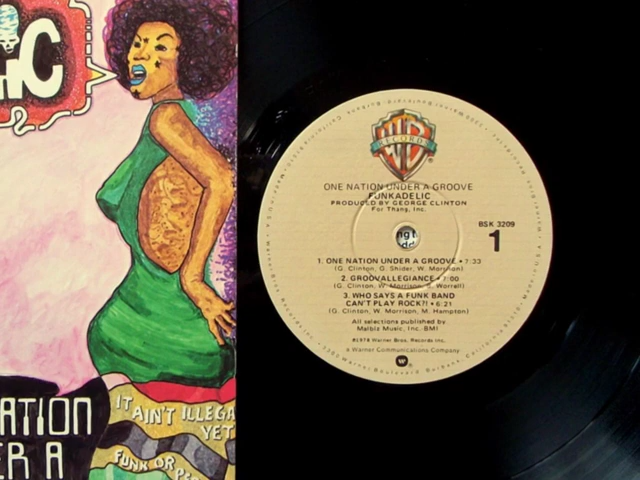 ATION
ER A
IT AIN'T ILLEGA
YET
FUNK OR P
WB
RECORDS
ONE NATION UNDER A GROOVE
FUNKADELIC
PRODUCED BY GEORGE CLINTON
For Thang, Inc.
BSK 3209
1
1. ONE NATION UNDER A GROOVE • 7:33
(G. Clinton, G. Shider, W. Morrison)
2. GROOVALLEGIANCE • 7:00
(G. Clinton, W. Morrison, B. Worrell)
3. WHO SAYS A FUNK BAND
CAN'T PLAY ROCK?! • 6:21
(G. Clinton, W. Morrison, M. Hampton)
All selections published by
Malbiz Music, Inc. BMI
℗1978 Warner Bros. Records Inc.
a Warner Communications Company